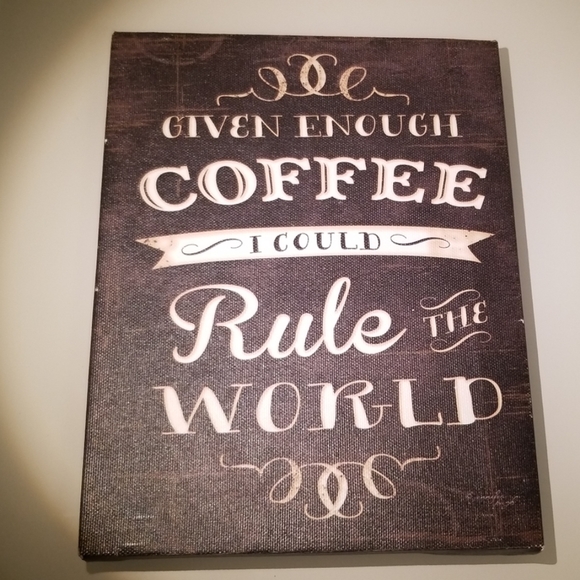 GIVEN ENOUGH
COFFEE
I COULD
Rule THE
WORLD